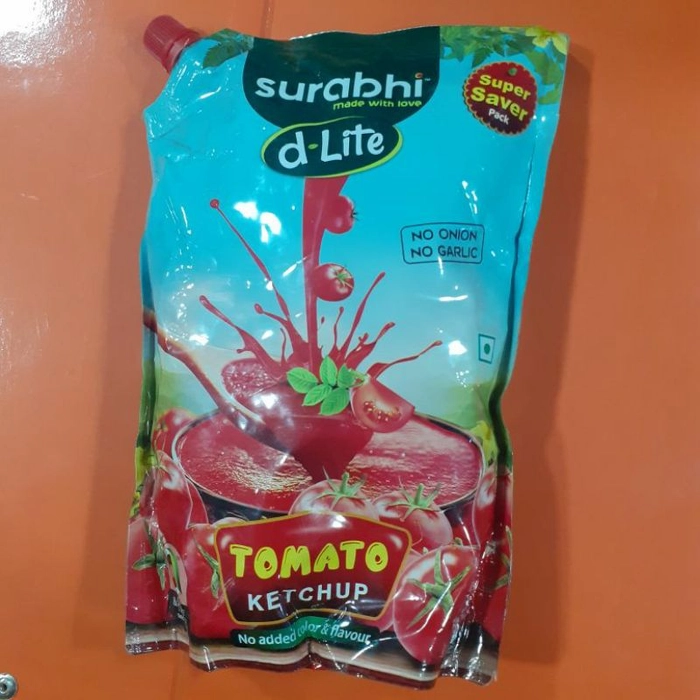 surabhi
made with love
d-Lite
Super
Saver
Pack
NO ONION
NO GARLIC
TOMATO
KETCHUP
No added color & flavour